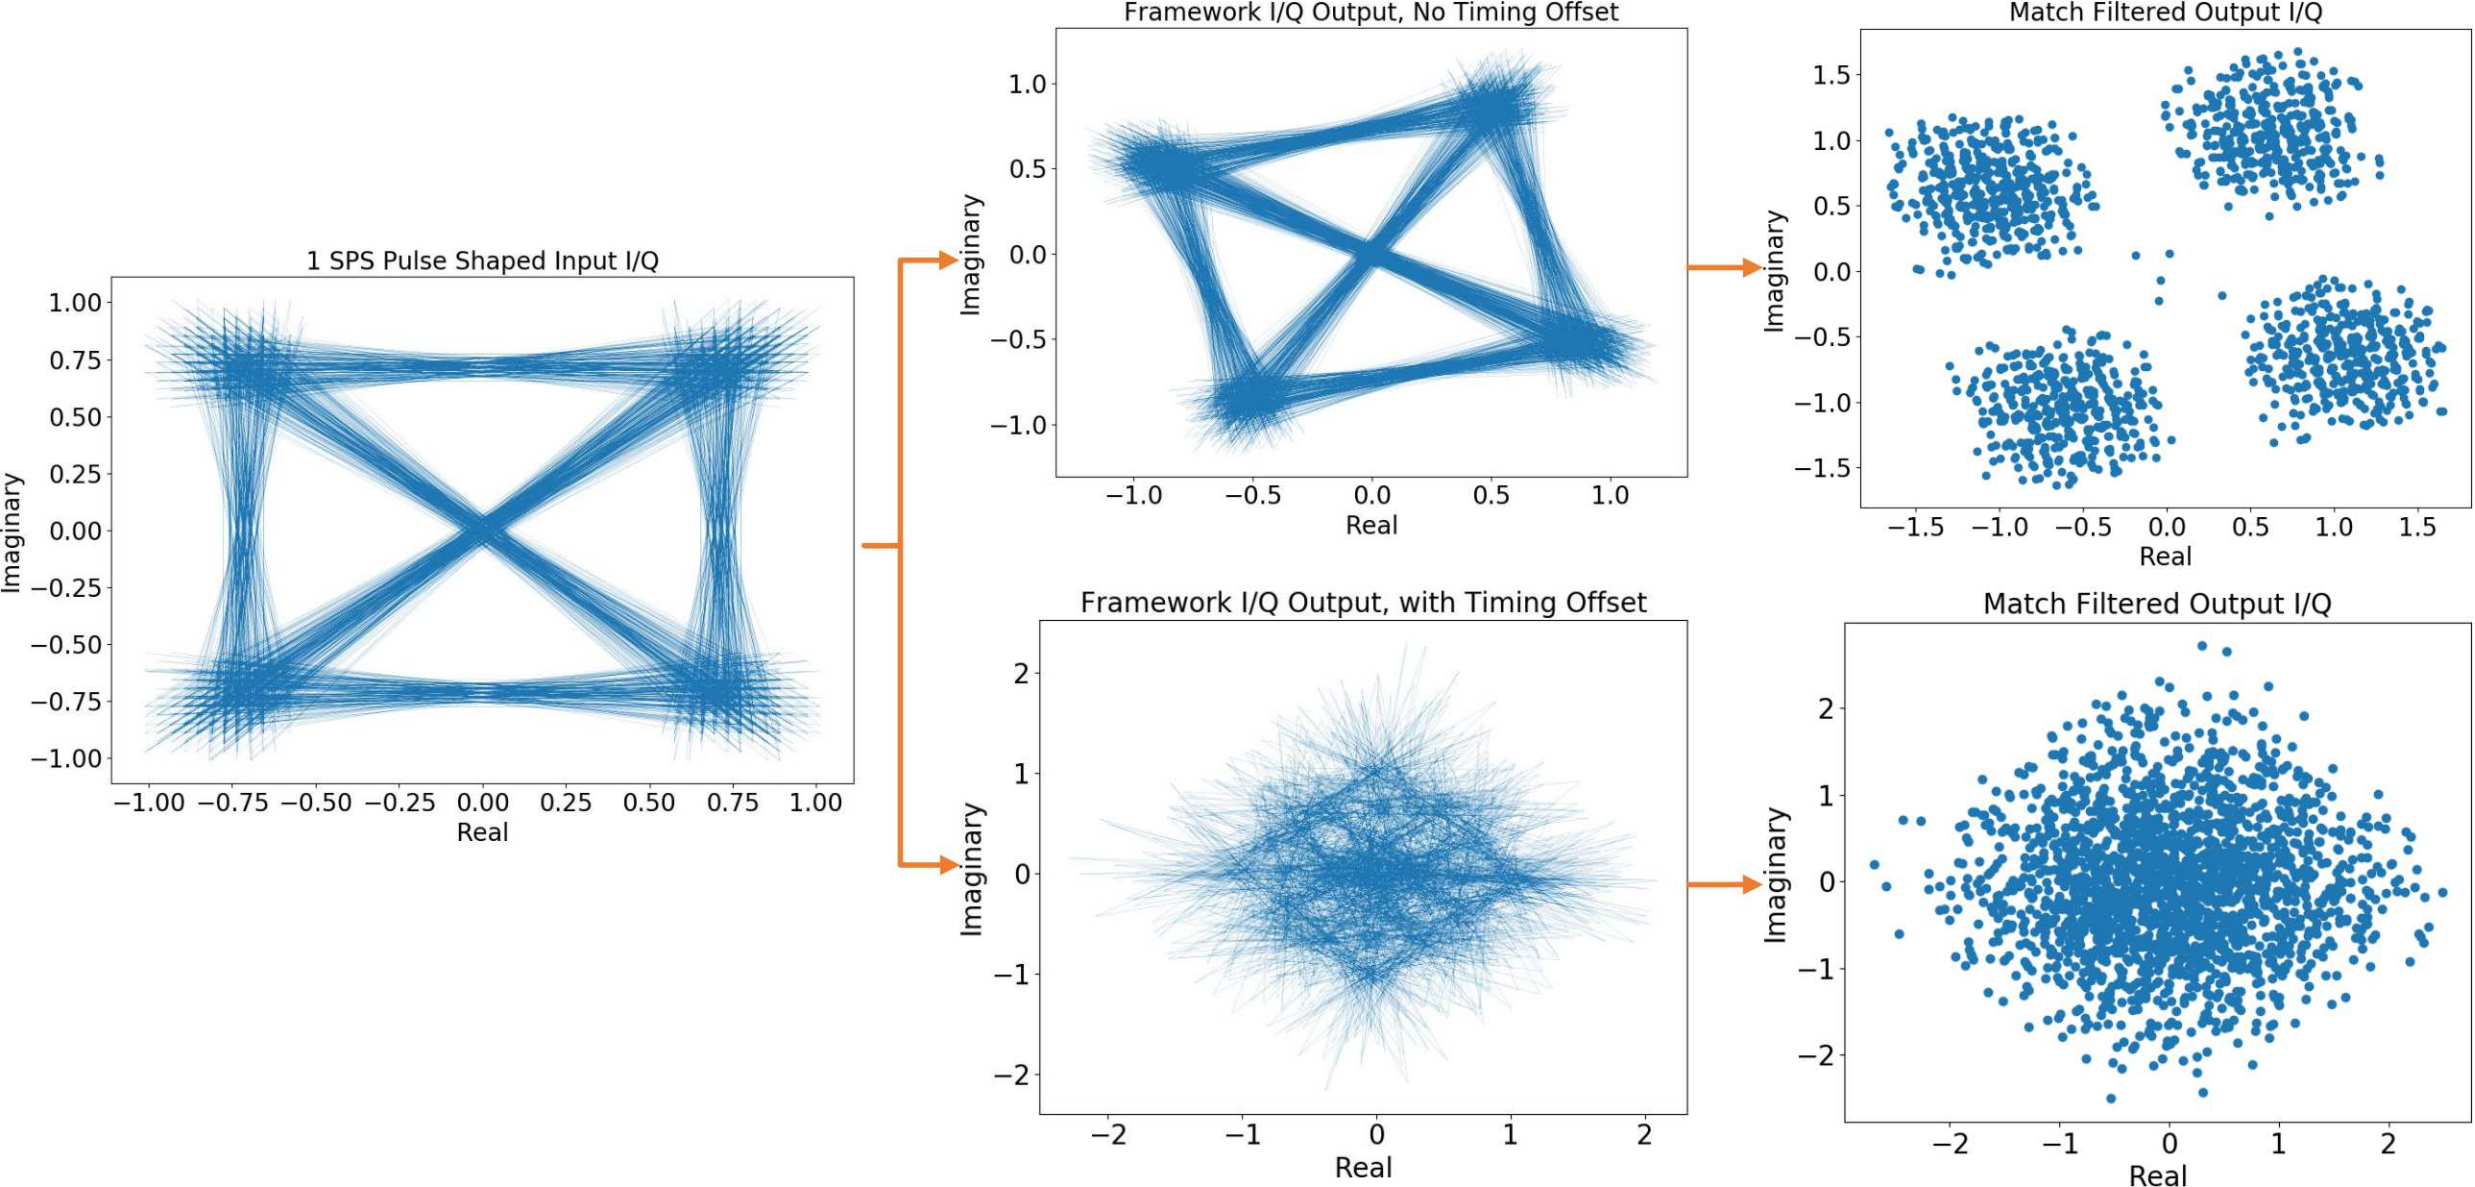 1 SPS Pulse Shaped Input I/Q
Imaginary
1.00
0.75
0.50
0.25
0.00
−0.25
−0.50
−0.75
−1.00
−1.00 −0.75 −0.50 −0.25 0.00 0.25 0.50 0.75 1.00
Real
Framework I/Q Output, No Timing Offset
Imaginary
1.0
0.5
0.0
−0.5
−1.0
−1.0 −0.5 0.0 0.5 1.0
Real
Match Filtered Output I/Q
Imaginary
1.5
1.0
0.5
0.0
−0.5
−1.0
−1.5
−1.5 −1.0 −0.5 0.0 0.5 1.0 1.5
Real
Framework I/Q Output, with Timing Offset
Imaginary
2
1
0
−1
−2
−2 −1 0 1 2
Real
Match Filtered Output I/Q
Imaginary
2
1
0
−1
−2
−2 −1 0 1 2
Real